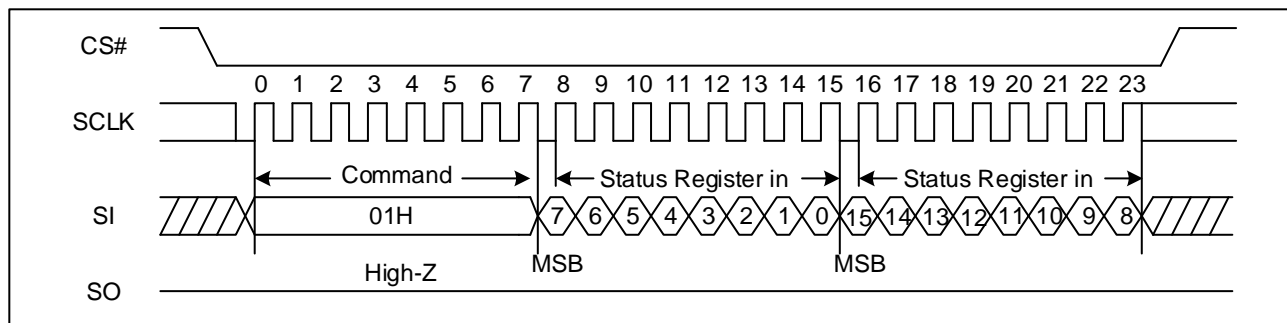 CS#
0 1 2 3 4 5 6 7 8 9 10 11 12 13 14 15 16 17 18 19 20 21 22 23
SCLK
Command Status Register in Status Register in
SI 01H 7 6 5 4 3 2 1 0 15 14 13 12 11 10 9 8
MSB MSB
High-Z
SO